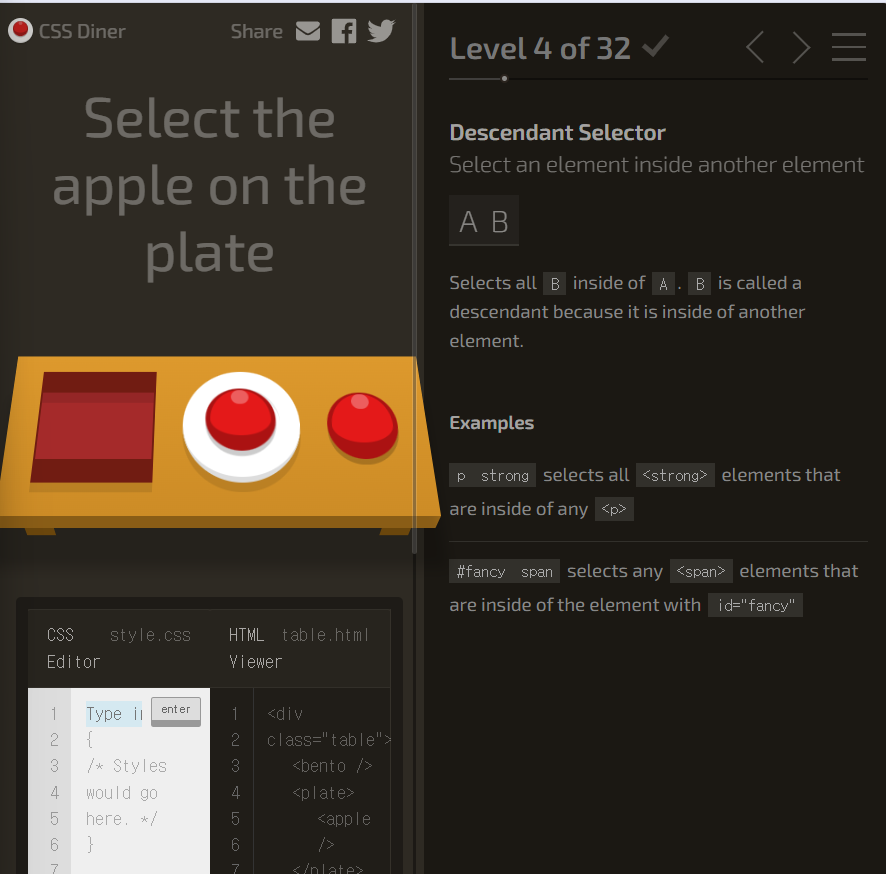 CSS Diner
Share
Select the
apple on the
plate
CSS
Editor
style.css
HTML
Viewer
table.html
1
2
3
4
5
6
7
Type in
enter
{
/* Styles
would go
here. */
}
1
2
3
4
5
6
7
<div
class="table">
<bento />
<plate>
<apple
/>
</plate>
Level 4 of 32
Descendant Selector
Select an element inside another element
A B
Selects all B inside of A . B is called a
descendant because it is inside of another
element.
Examples
p strong selects all <strong> elements that
are inside of any <p>
#fancy span selects any <span> elements that
are inside of the element with id="fancy"